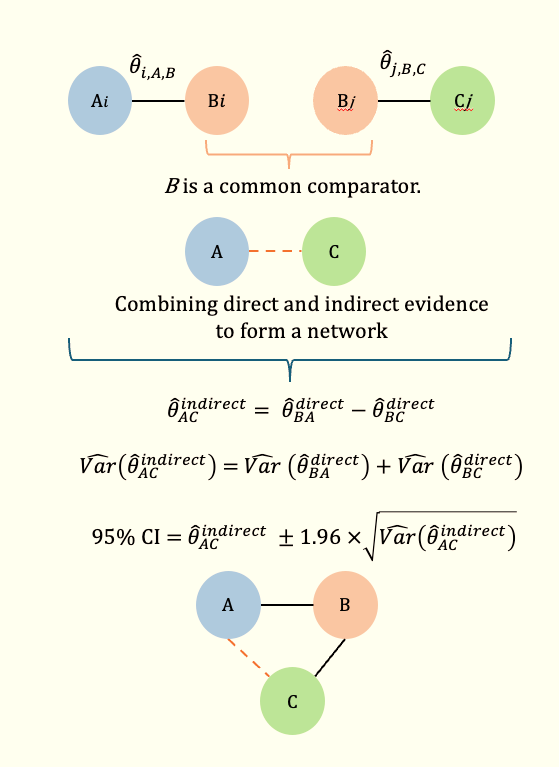 θ̂ i,A,B
θ̂ j,B,C
Ai Bi Bj Cj
B is a common comparator.
A C
Combining direct and indirect evidence
to form a network
θ̂_AC^indirect = θ̂_BA^direct − θ̂_BC^direct
V̂ar(θ̂_AC^indirect) = V̂ar (θ̂_BA^direct) + V̂ar (θ̂_BC^direct)
95% CI = θ̂_AC^indirect ± 1.96 × √V̂ar(θ̂_AC^indirect)
A B
C